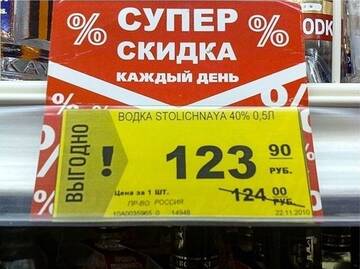 СУПЕР
СКИДКА
КАЖДЫЙ ДЕНЬ
%
%
ODK
ВОДКА STOLICHNAYA 40% 0,5Л
ВЫГОДНО
!
123 90
РУБ.
Цена за 1 ШТ.
124 00
РУБ.
ПР-ВО РОССИЯ
22.11.2010
%